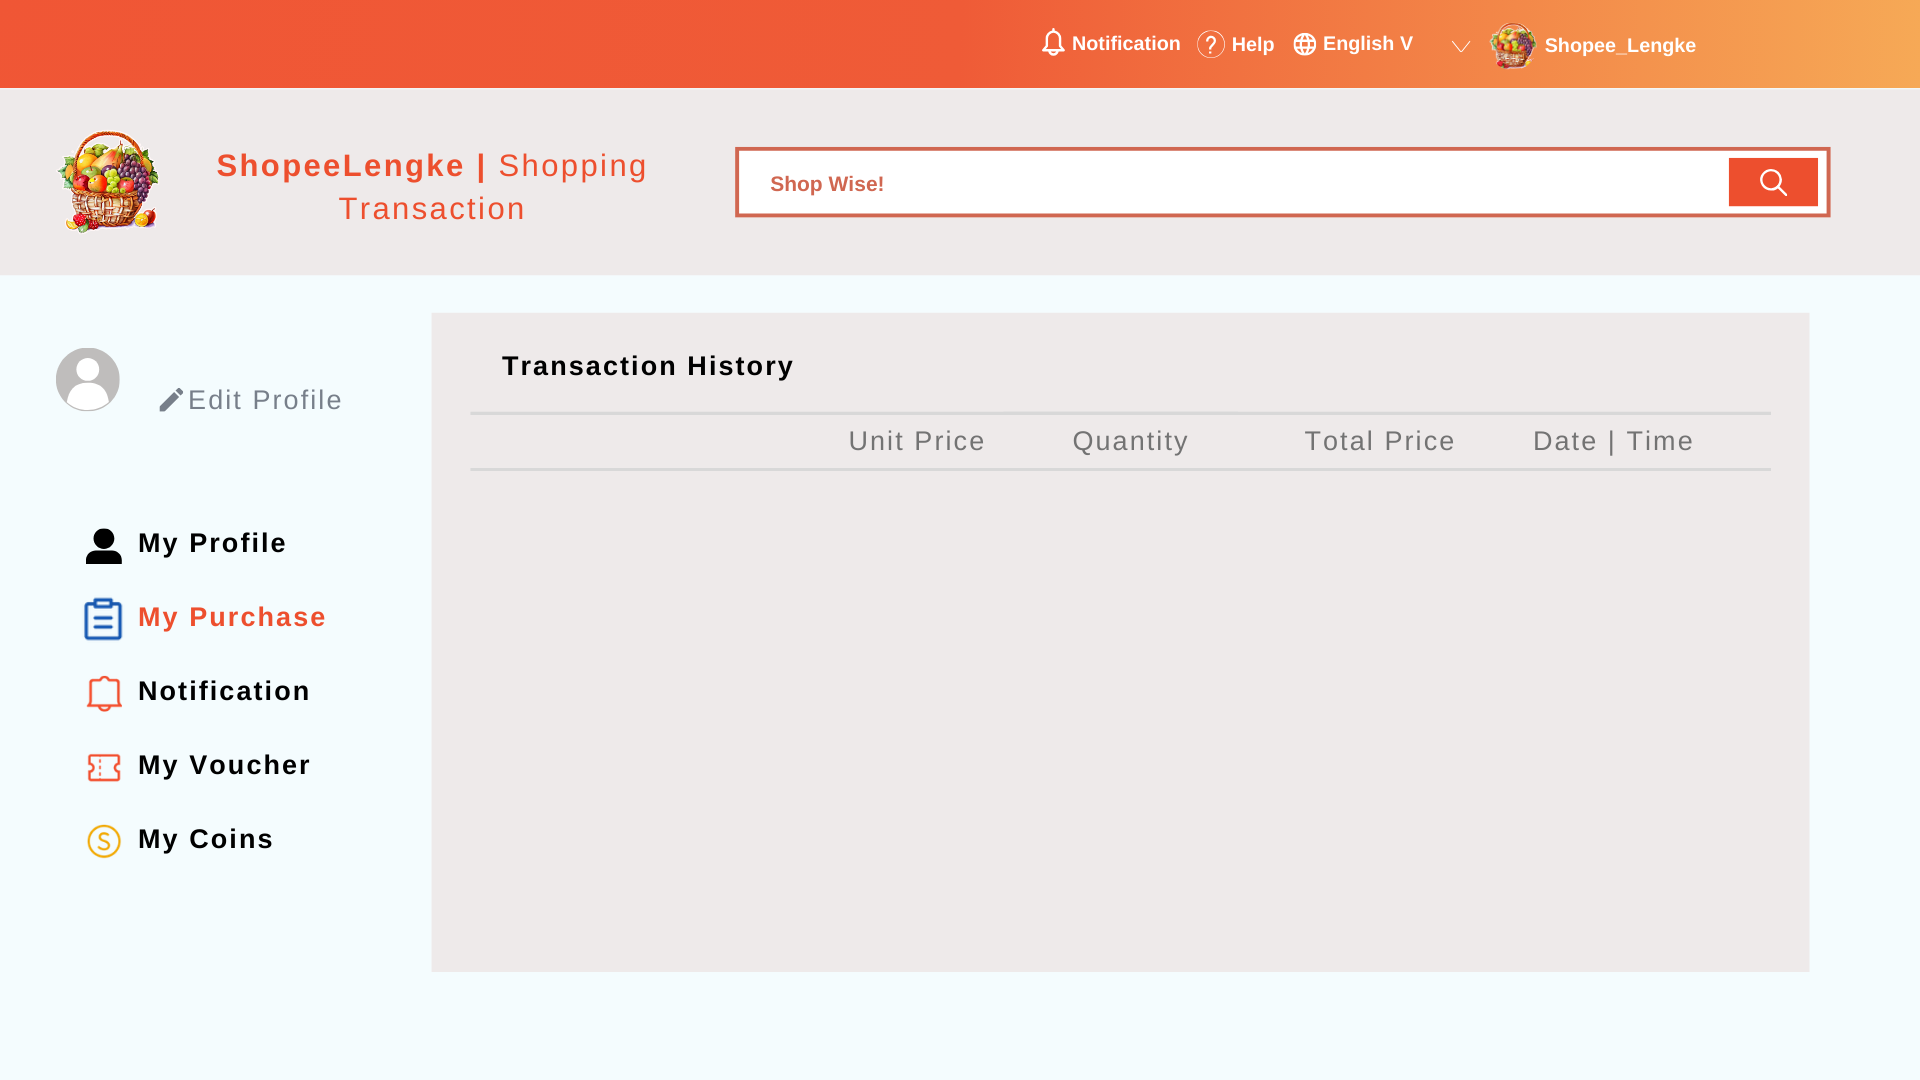 Notification
Help
English V
Shopee_Lengke
ShopeeLengke | Shopping
Transaction
Shop Wise!
Edit Profile
My Profile
My Purchase
Notification
My Voucher
My Coins
Transaction History
Unit Price Quantity Total Price Date | Time